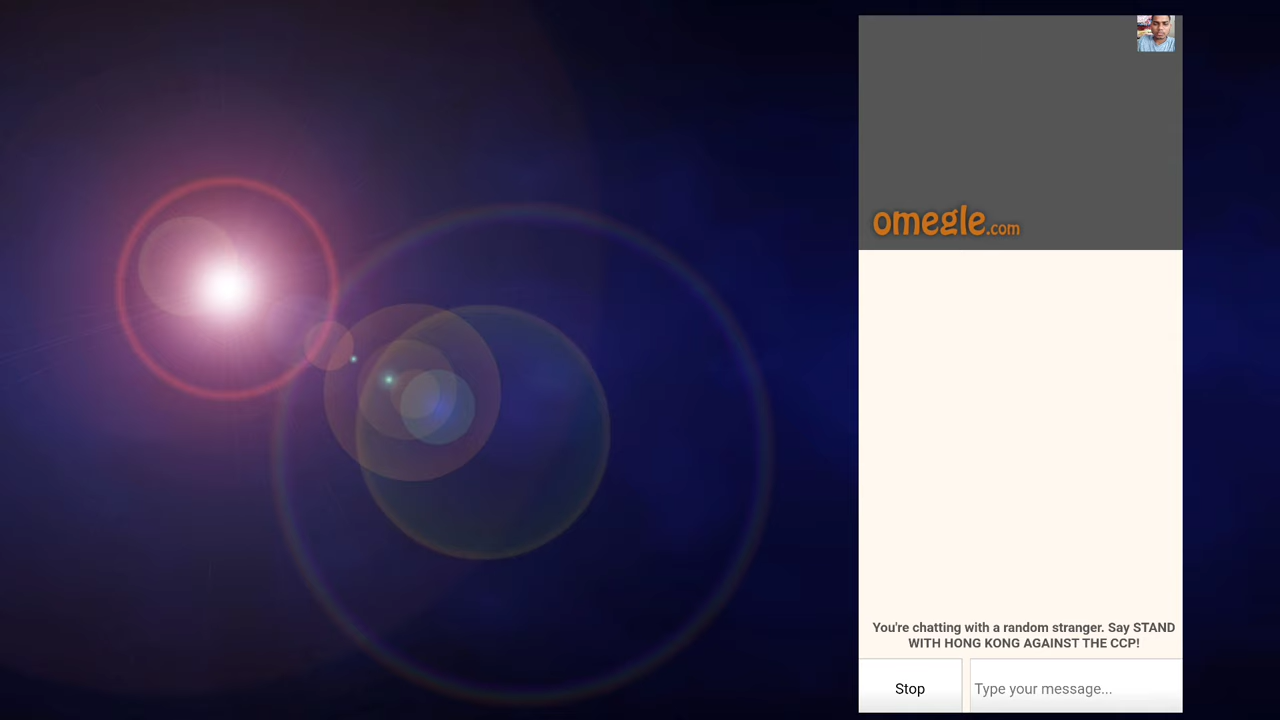 omegle.com
You're chatting with a random stranger. Say STAND
WITH HONG KONG AGAINST THE CCP!
Stop
Type your message...